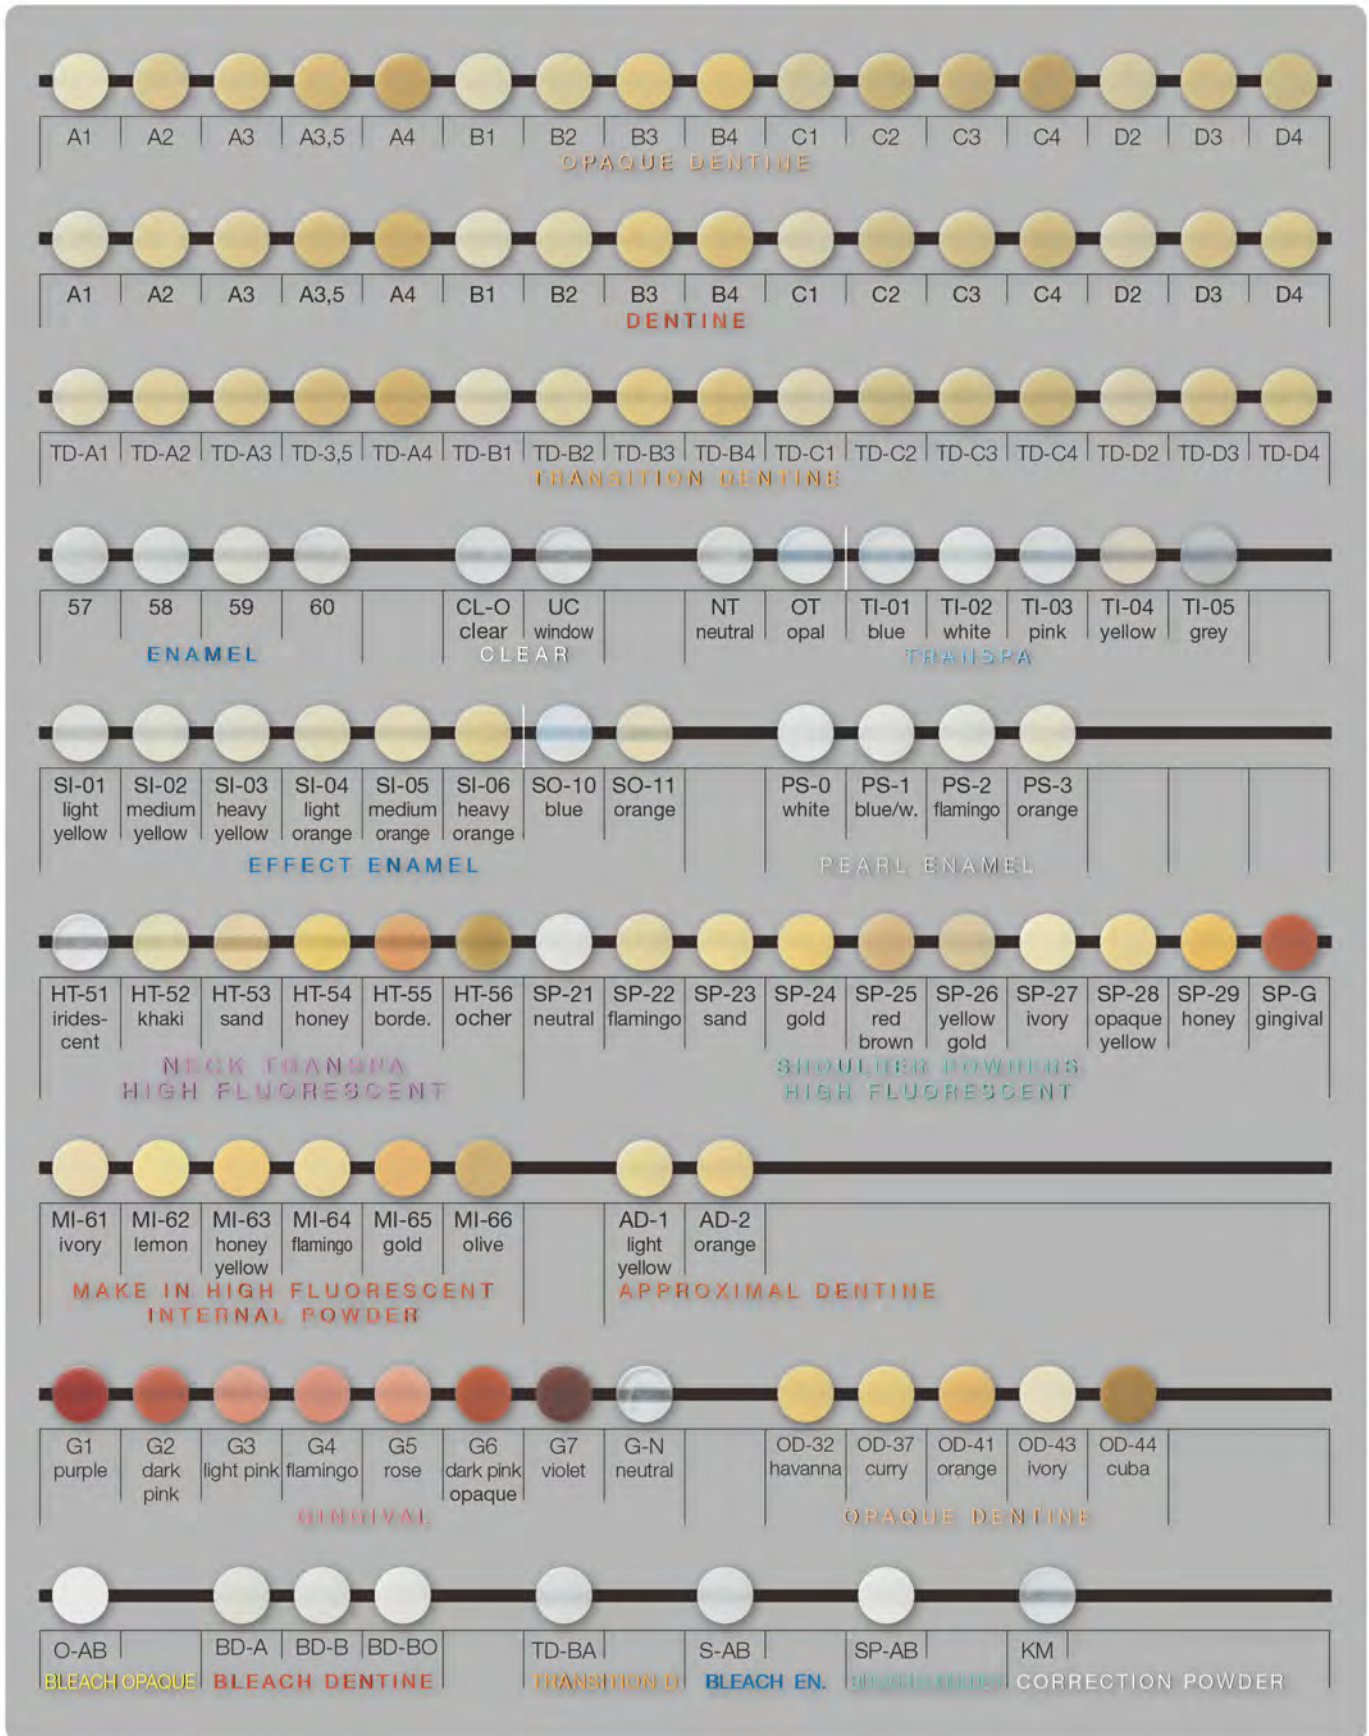 A1 A2 A3 A3,5 A4 B1 B2 B3 B4 C1 C2 C3 C4 D2 D3 D4
OPAQUE DENTINE
A1 A2 A3 A3,5 A4 B1 B2 B3 B4 C1 C2 C3 C4 D2 D3 D4
DENTINE
TD-A1 TD-A2 TD-A3 TD-3,5 TD-A4 TD-B1 TD-B2 TD-B3 TD-B4 TD-C1 TD-C2 TD-C3 TD-C4 TD-D2 TD-D3 TD-D4
TRANSITION DENTINE
57 58 59 60 CL-O UC NT OT TI-01 TI-02 TI-03 TI-04 TI-05
clear window neutral opal blue white pink yellow grey
ENAMEL CLEAR TRANSPA
SI-01 SI-02 SI-03 SI-04 SI-05 SI-06 SO-10 SO-11 PS-0 PS-1 PS-2 PS-3
light medium heavy light medium heavy blue orange white blue/w. flamingo orange
yellow yellow yellow orange orange orange
EFFECT ENAMEL PEARL ENAMEL
HT-51 HT-52 HT-53 HT-54 HT-55 HT-56 SP-21 SP-22 SP-23 SP-24 SP-25 SP-26 SP-27 SP-28 SP-29 SP-G
irides- khaki sand honey borde. ocher neutral flamingo sand gold red yellow ivory opaque honey gingival
cent brown gold yellow
NECK TRANSPA SHOULDER POWDERS
HIGH FLUORESCENT HIGH FLUORESCENT
MI-61 MI-62 MI-63 MI-64 MI-65 MI-66 AD-1 AD-2
ivory lemon honey flamingo gold olive light orange
yellow yellow
MAKE IN HIGH FLUORESCENT APPROXIMAL DENTINE
INTERNAL POWDER
G1 G2 G3 G4 G5 G6 G7 G-N OD-32 OD-37 OD-41 OD-43 OD-44
purple dark light pink flamingo rose dark pink violet neutral havanna curry orange ivory cuba
pink opaque
GINGIVAL OPAQUE DENTINE
O-AB BD-A BD-B BD-BO TD-BA S-AB SP-AB KM
BLEACH OPAQUE BLEACH DENTINE TRANSITION D BLEACH EN. CORRECTION POWDER